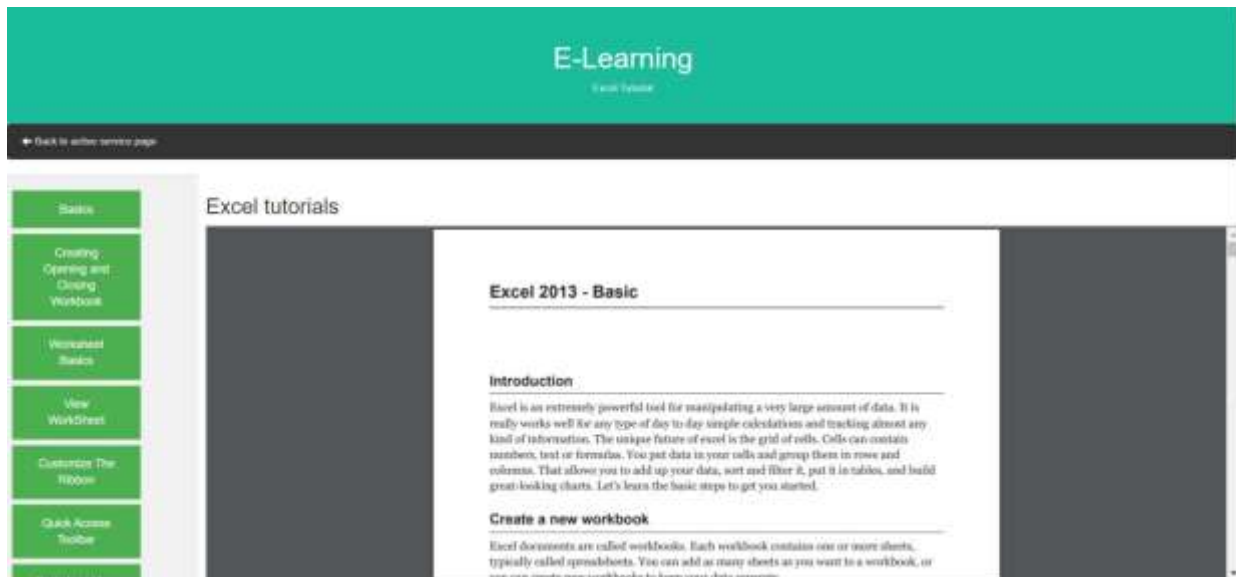 E-Learning
Excel Tutorial
Back to active service page
Basics
Creating
Opening and
Closing
Workbook
Worksheet
Basics
View
WorkSheet
Customize The
Ribbon
Quick Access
Toolbar
Excel tutorials
Excel 2013 - Basic
Introduction
Excel is an extremely powerful tool for manipulating a very large amount of data. It is
really works well for any type of day to day simple calculations and tracking almost any
kind of information. The unique future of excel is the grid of cells. Cells can contain
numbers, text or formulas. You put data in your cells and group them in rows and
columns. That allows you to add up your data, sort and filter it, put it in tables, and build
great-looking charts. Let's learn the basic steps to get you started.
Create a new workbook
Excel documents are called workbooks. Each workbook contains one or more sheets,
typically called spreadsheets. You can add as many sheets as you want to a workbook, or